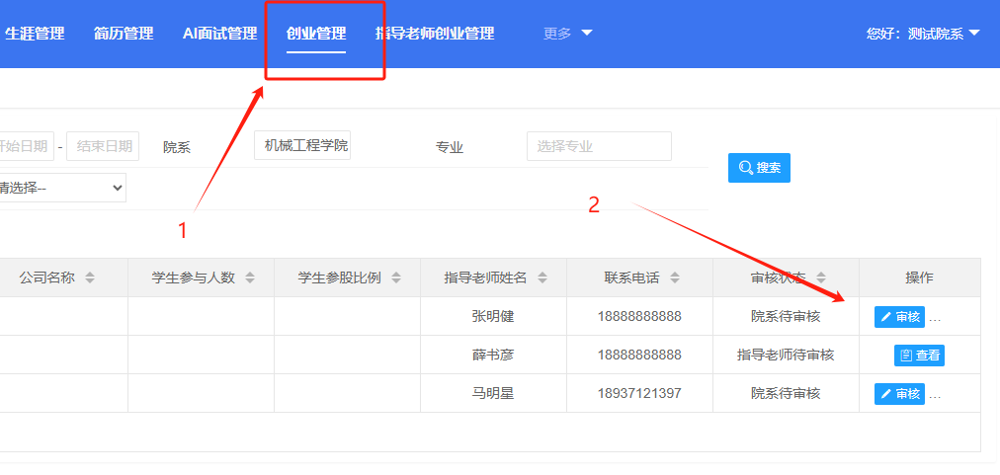 生涯管理 简历管理 AI面试管理 创业管理 指导老师创业管理 更多 您好：测试院系
开始日期 - 结束日期 院系 机械工程学院 专业 选择专业 搜索
请选择--
1 2
公司名称 学生参与人数 学生参股比例 指导老师姓名 联系电话 审核状态 操作
张明健 18888888888 院系待审核 审核 ...
薛书彦 18888888888 指导老师待审核 查看
马明星 18937121397 院系待审核 审核 ...